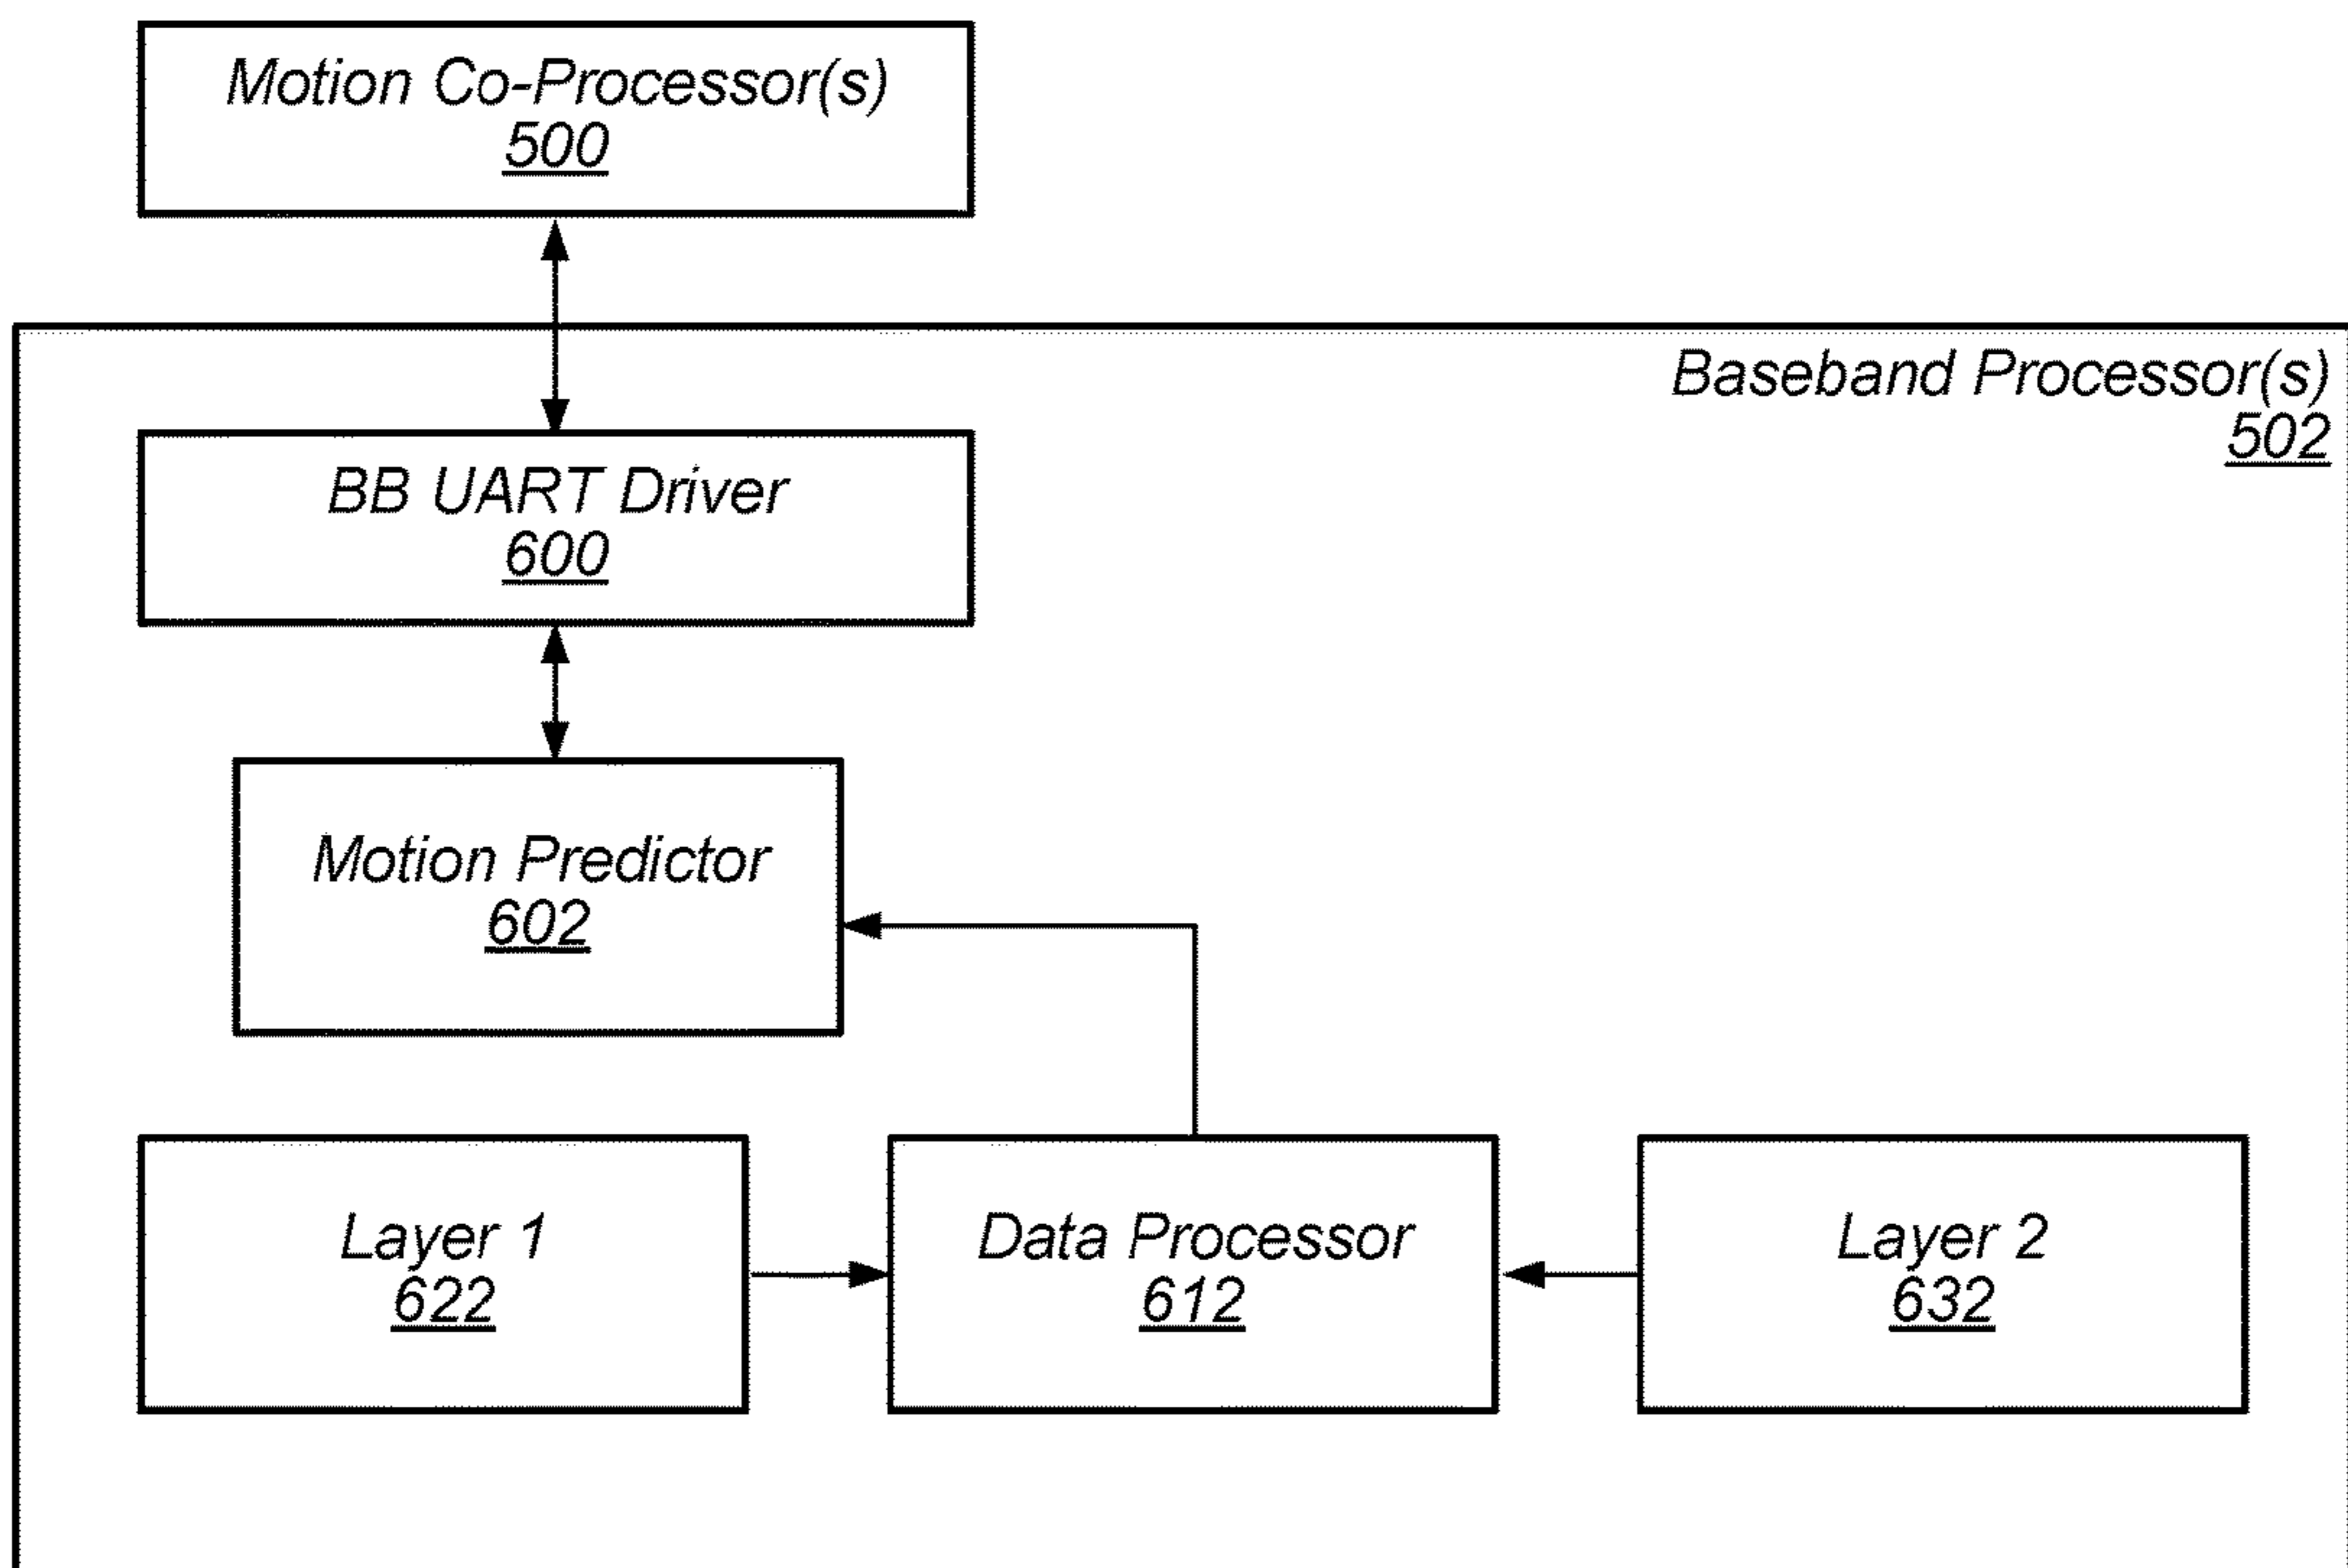 Motion Co-Processor(s)
500
Baseband Processor(s)
502
BB UART Driver
600
Motion Predictor
602
Layer 1
622
Data Processor
612
Layer 2
632